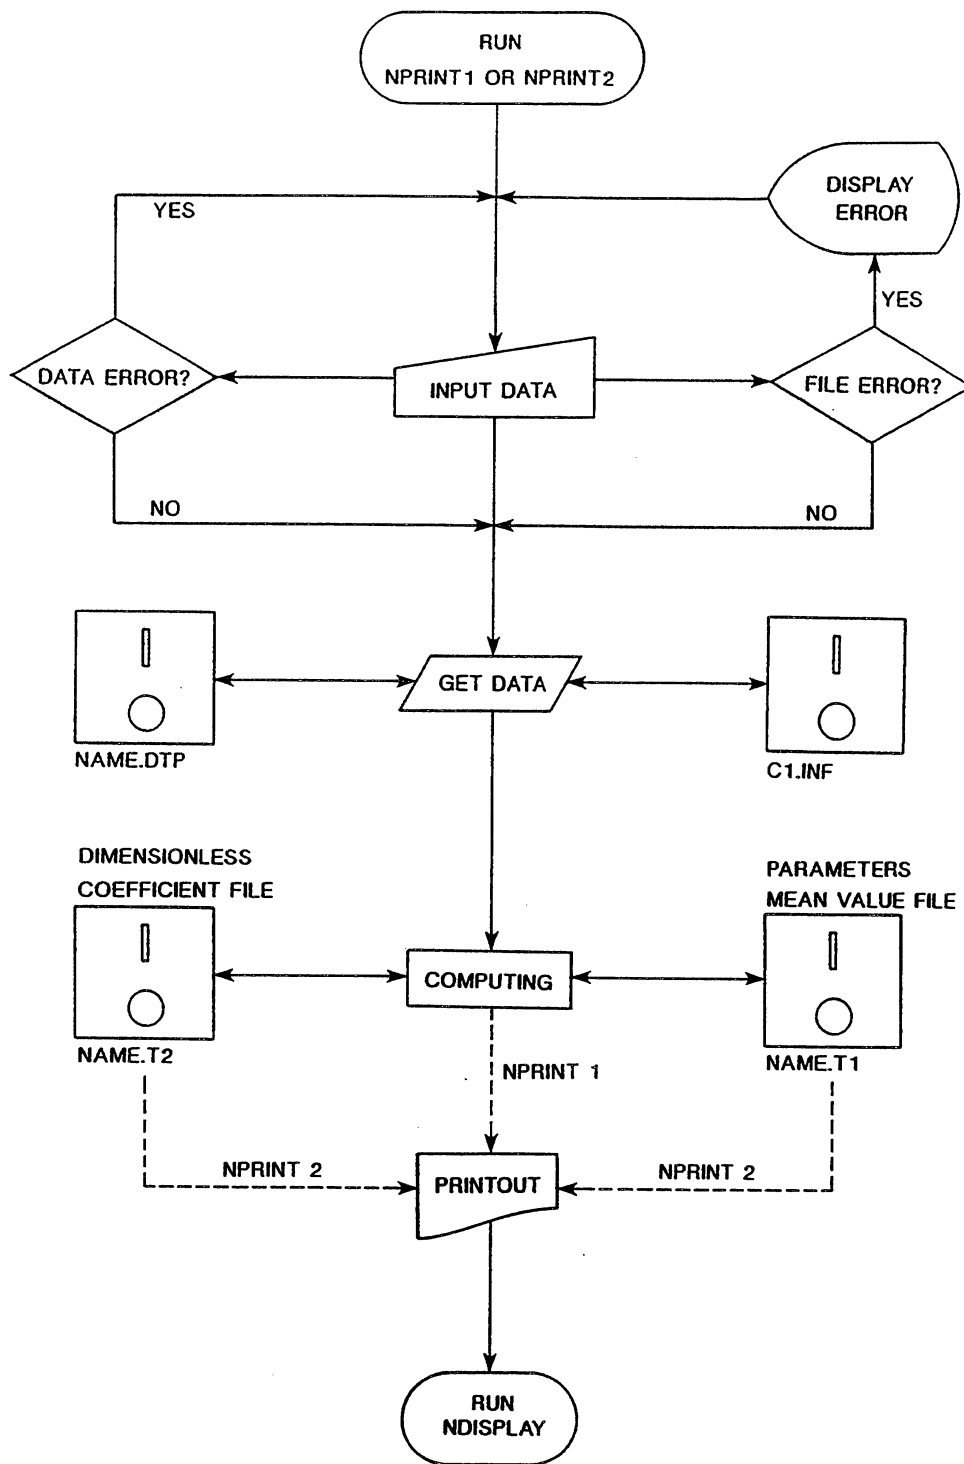 RUN
NPRINT1 OR NPRINT2
DISPLAY
ERROR
YES
YES
DATA ERROR?
INPUT DATA
FILE ERROR?
NO
NO
GET DATA
NAME.DTP
C1.INF
DIMENSIONLESS
COEFFICIENT FILE
PARAMETERS
MEAN VALUE FILE
COMPUTING
NAME.T2
NAME.T1
NPRINT 1
NPRINT 2
PRINTOUT
NPRINT 2
RUN
NDISPLAY